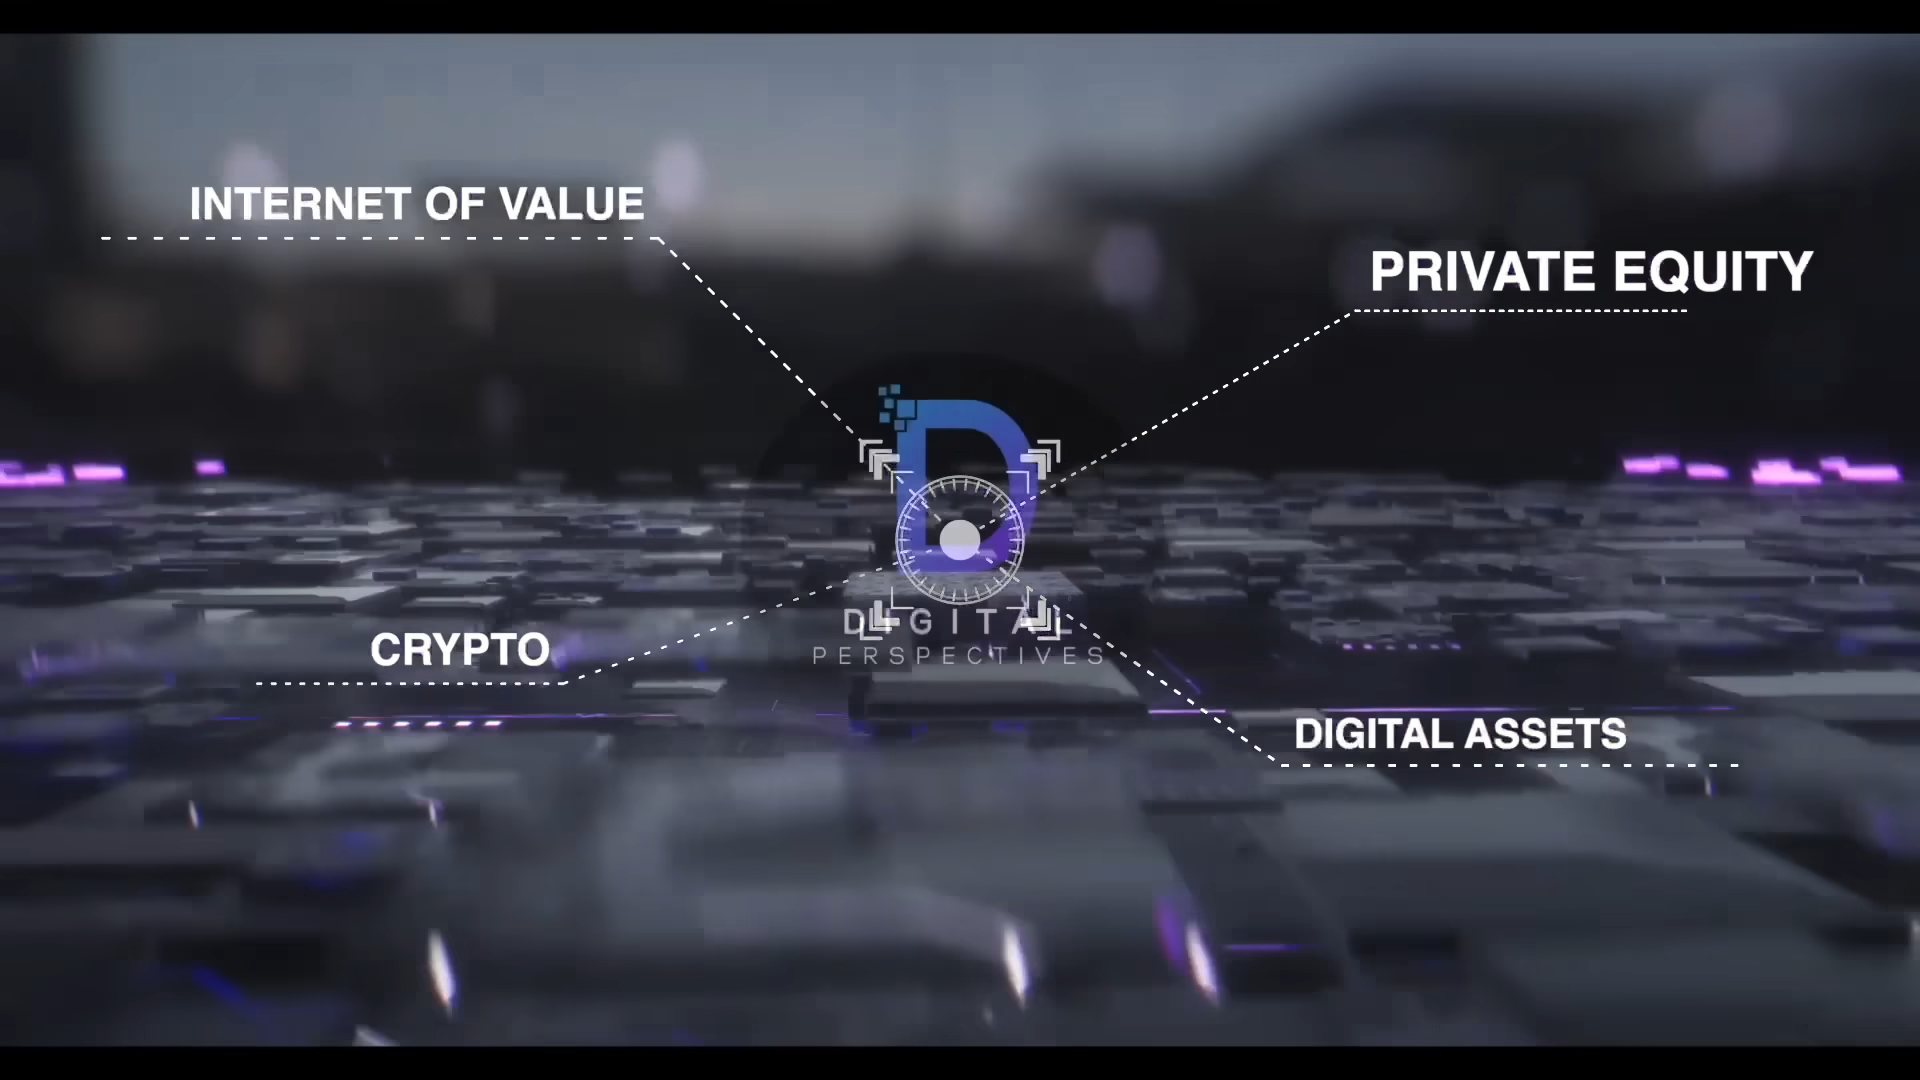 INTERNET OF VALUE
PRIVATE EQUITY
DIGITAL
PERSPECTIVES
CRYPTO
DIGITAL ASSETS